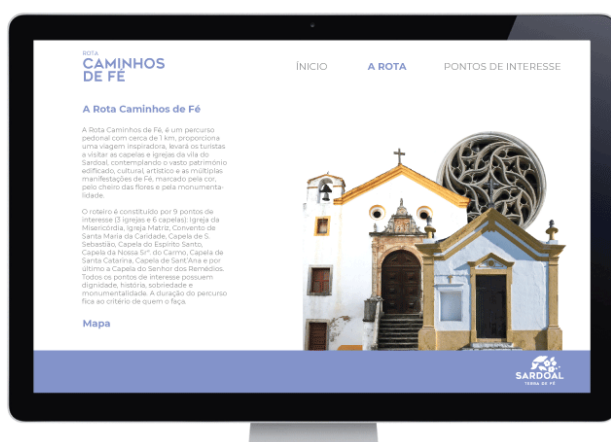 ROTA
CAMINHOS
DE FÉ
ÍNICIO
A ROTA
PONTOS DE INTERESSE
A Rota Caminhos de Fé
A Rota Caminhos de Fé, é um percurso
pedonal com cerca de 1 km, proporciona
uma viagem inspiradora, levará os turistas
a visitar as capelas e igrejas da vila do
Sardoal, contemplando o vasto património
edificado, cultural, artístico e as múltiplas
manifestações de Fé, marcado pela cor,
pelo cheiro das flores e pela monumenta-
lidade.
O roteiro é constituído por 9 pontos de
interesse (3 igrejas e 6 capelas): Igreja da
Misericórdia, Igreja Matriz, Convento de
Santa Maria da Caridade, Capela de S.
Sebastião, Capela do Espírito Santo,
Capela da Nossa Srª. do Carmo, Capela de
Santa Catarina, Capela de Sant'Ana e por
último a Capela do Senhor dos Remédios.
Todos os pontos de interesse possuem
dignidade, história, sobriedade e
monumentalidade. A duração do percurso
fica ao critério de quem o faça.
Mapa
SARDOAL
TERRA DE FÉ